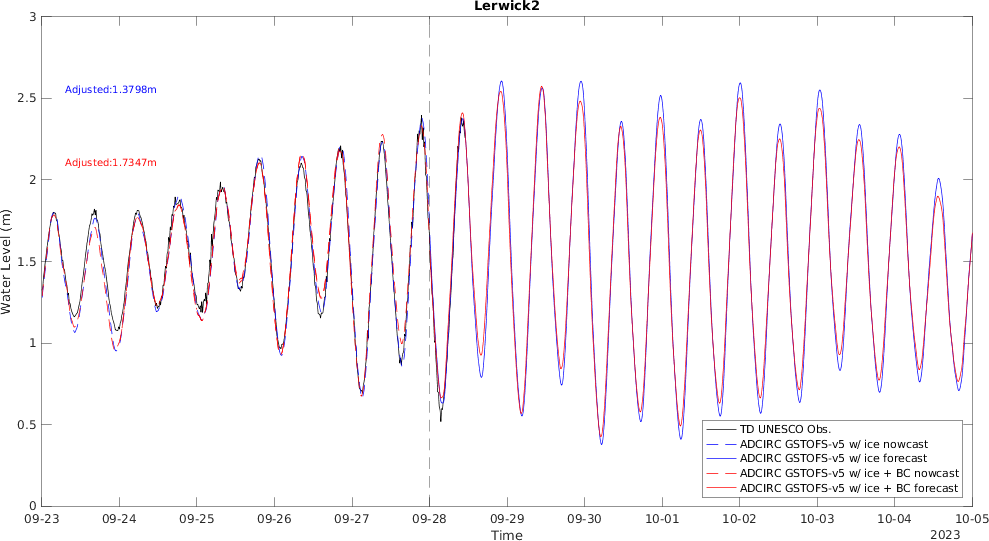 Lerwick2
3
2.5
2
1.5
1
0.5
0
Water Level (m)
Adjusted:1.3798m
Adjusted:1.7347m
TD UNESCO Obs.
ADCIRC GSTOFS-v5 w/ ice nowcast
ADCIRC GSTOFS-v5 w/ ice forecast
ADCIRC GSTOFS-v5 w/ ice + BC nowcast
ADCIRC GSTOFS-v5 w/ ice + BC forecast
09-23 09-24 09-25 09-26 09-27 09-28 09-29 09-30 10-01 10-02 10-03 10-04 10-05
Time
2023